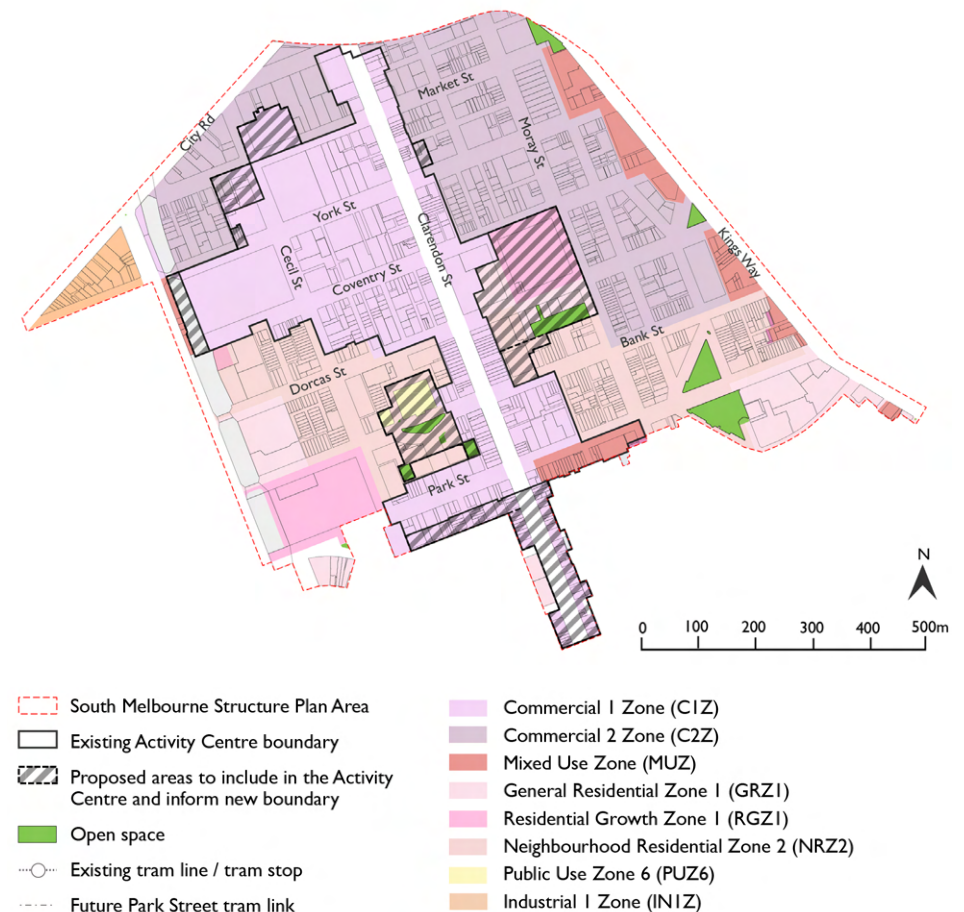 Market St
City Rd
Moray St
York St
Clarendon St
Cecil St
Kings Way
Coventry St
Bank St
Dorcas St
Park St
N
0 100 200 300 400 500m
South Melbourne Structure Plan Area
Existing Activity Centre boundary
Proposed areas to include in the Activity
Centre and inform new boundary
Open space
Existing tram line / tram stop
Future Park Street tram link
Commercial 1 Zone (C1Z)
Commercial 2 Zone (C2Z)
Mixed Use Zone (MUZ)
General Residential Zone 1 (GRZ1)
Residential Growth Zone 1 (RGZ1)
Neighbourhood Residential Zone 2 (NRZ2)
Public Use Zone 6 (PUZ6)
Industrial 1 Zone (IN1Z)